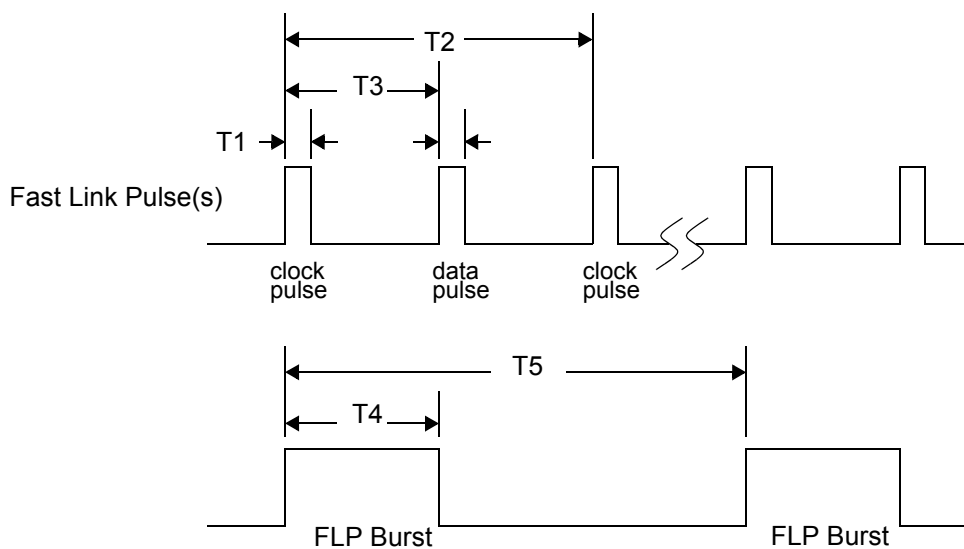 T2
T3
T1
Fast Link Pulse(s)
clock
pulse
data
pulse
clock
pulse
T5
T4
FLP Burst
FLP Burst